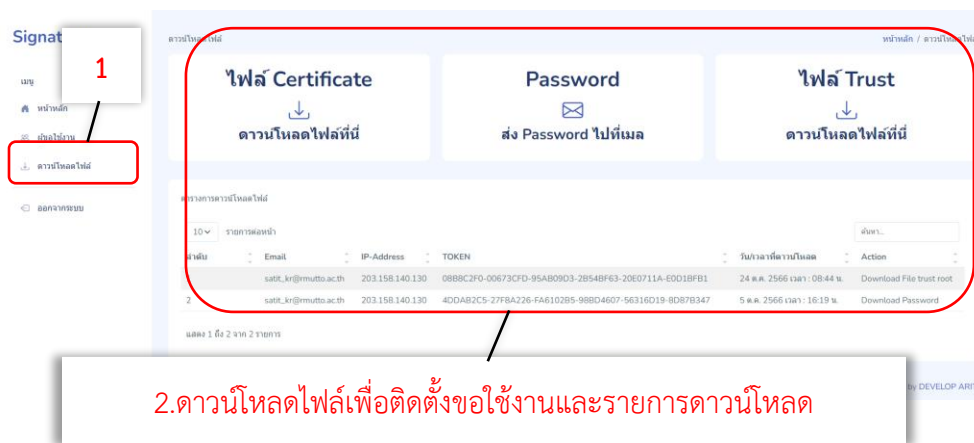 Signat
1
ดาวน์โหลดไฟล์
หน้าหลัก / ดาวน์โหลดไฟล์
เมนู
หน้าหลัก
ผู้ขอใช้งาน
ดาวน์โหลดไฟล์
ออกจากระบบ
ไฟล์ Certificate
ดาวน์โหลดไฟล์ที่นี่
Password
ส่ง Password ไปที่เมล
ไฟล์ Trust
ดาวน์โหลดไฟล์ที่นี่
ตารางการดาวน์โหลดไฟล์
10 รายการต่อหน้า
ค้นหา..
ลำดับ Email IP-Address TOKEN วัน/เวลาที่ดาวน์โหลด Action
satit_kr@rmutto.ac.th 203.158.140.130 0B88C2F0-00673CFD-95AB09D3-2B54BF63-20E0711A-E0D1BFB1 24 ต.ค. 2566 เวลา : 08:44 น. Download File trust root
2 satit_kr@rmutto.ac.th 203.158.140.130 4DDAB2C5-27FBA226-FA6102B5-98BD4607-56316D19-8D87B347 5 ต.ค. 2566 เวลา : 16:19 น. Download Password
แสดง 1 ถึง 2 จาก 2 รายการ
by DEVELOP ARI
2.ดาวน์โหลดไฟล์เพื่อติดตั้งขอใช้งานและรายการดาวน์โหลด